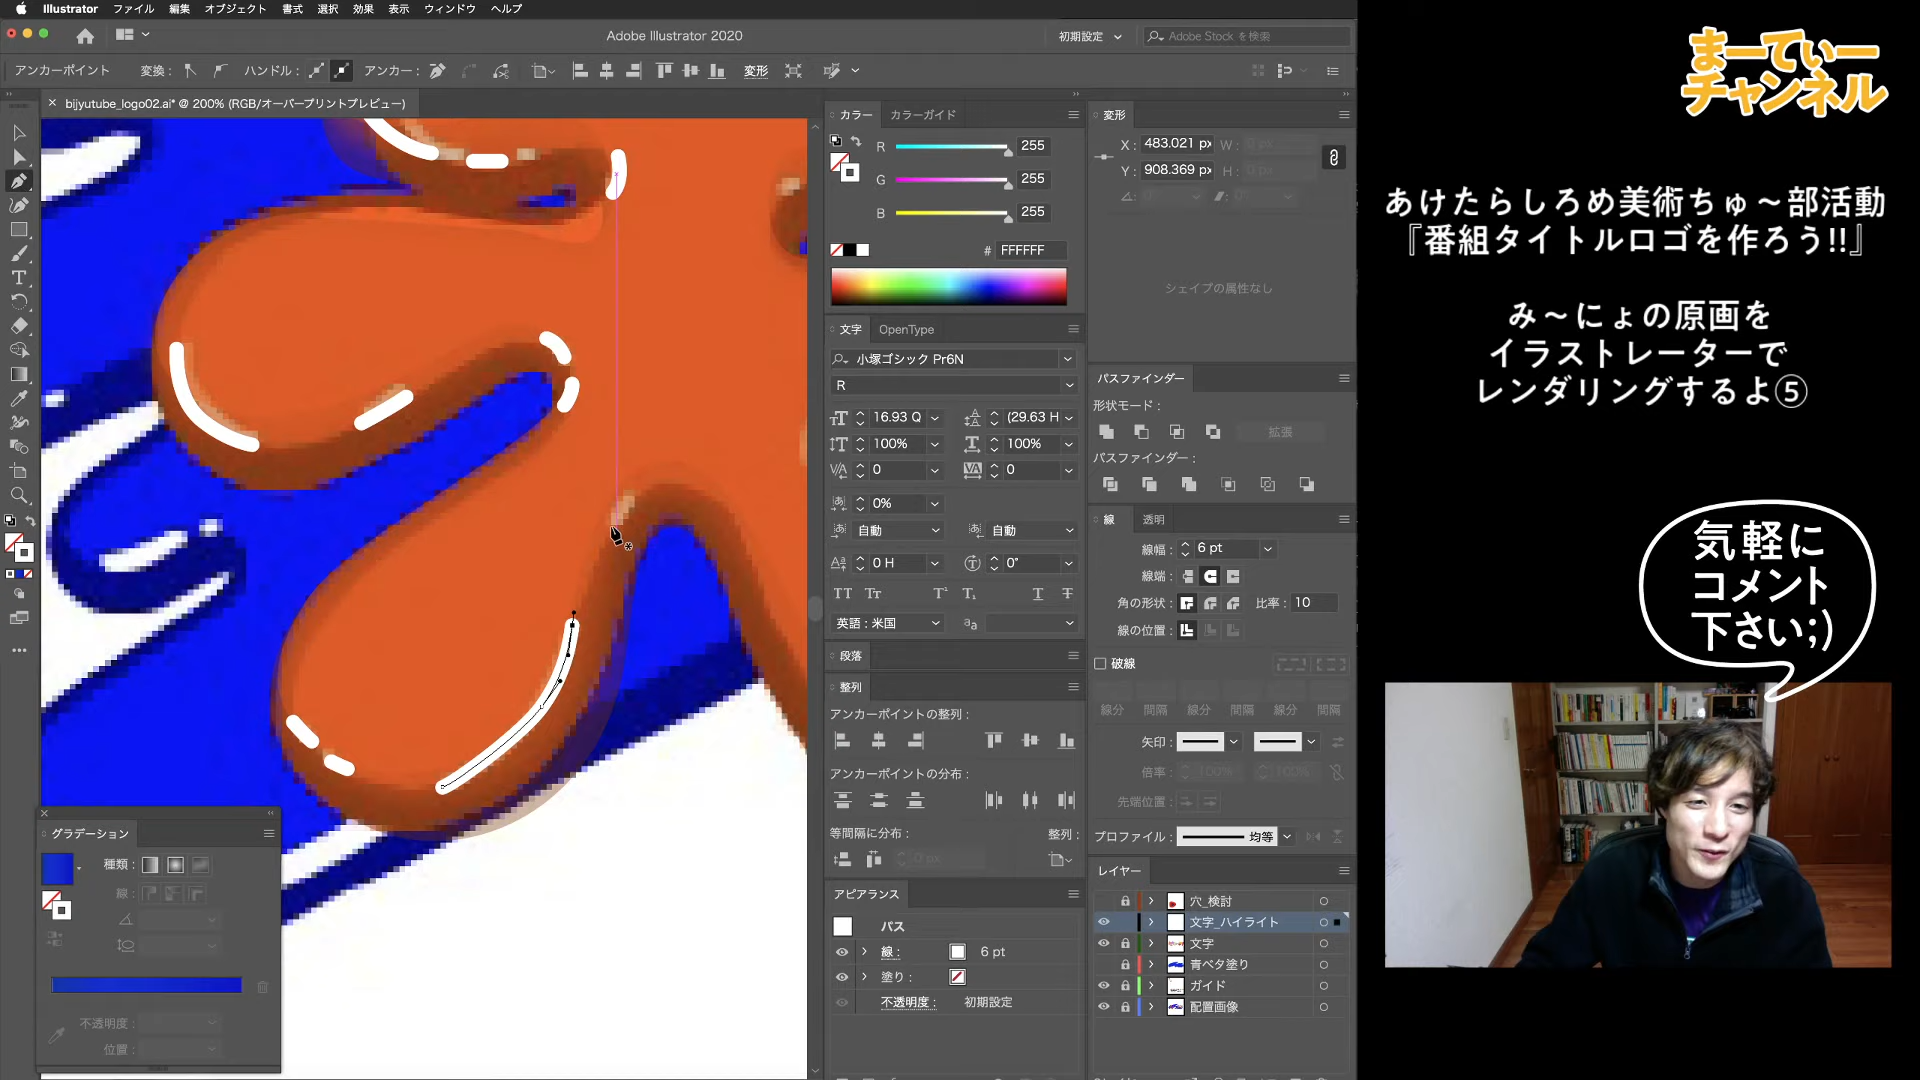 Illustrator ファイル 編集 オブジェクト 書式 選択 効果 表示 ウィンドウ ヘルプ
Adobe Illustrator 2020
初期設定
Adobe Stock を検索
アンカーポイント 変換: ハンドル: アンカー: 変形
bijyutube_logo02.ai* @ 200% (RGB/オーバープリントプレビュー)
カラー カラーガイド
R 255
G 255
B 255
# FFFFFF
文字 OpenType
小塚ゴシック Pr6N
R
16.93 Q (29.63 H
100% 100%
0 0
0%
自動 自動
0 H 0°
英語:米国
段落
整列
アンカーポイントの整列:
アンカーポイントの分布:
等間隔に分布: 整列:
0 px
アピアランス
パス
線: 6 pt
塗り:
不透明度: 初期設定
変形
X: 483.021 px W: 0 px
Y: 908.369 px H: 0 px
シェイプの属性なし
パスファインダー
形状モード:
拡張
パスファインダー:
線 透明
線幅: 6 pt
線端:
角の形状: 比率: 10
線の位置:
破線
線分 間隔 線分 間隔 線分 間隔
矢印:
倍率: 100% 100%
先端位置:
プロファイル: 均等
レイヤー
穴_検討
文字_ハイライト
文字
青ベタ塗り
ガイド
配置画像
グラデーション
種類:
線:
不透明度:
位置:
まーてぃー
チャンネル
あけたらしろめ美術ちゅ～部活動
『番組タイトルロゴを作ろう!!』
み～にょの原画を
イラストレーターで
レンダリングするよ⑤
気軽に
コメント
下さい;)